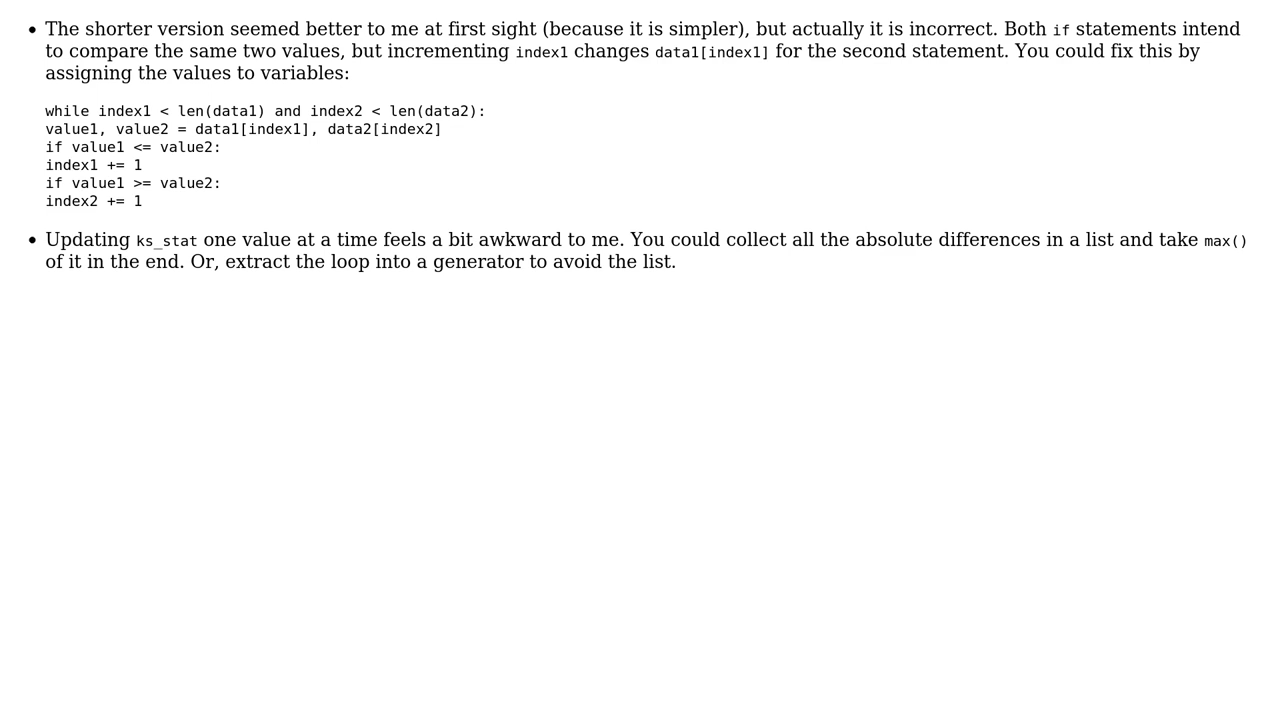 • The shorter version seemed better to me at first sight (because it is simpler), but actually it is incorrect. Both if statements intend
to compare the same two values, but incrementing index1 changes data1[index1] for the second statement. You could fix this by
assigning the values to variables:
while index1 < len(data1) and index2 < len(data2):
value1, value2 = data1[index1], data2[index2]
if value1 <= value2:
index1 += 1
if value1 >= value2:
index2 += 1
• Updating ks_stat one value at a time feels a bit awkward to me. You could collect all the absolute differences in a list and take max()
of it in the end. Or, extract the loop into a generator to avoid the list.